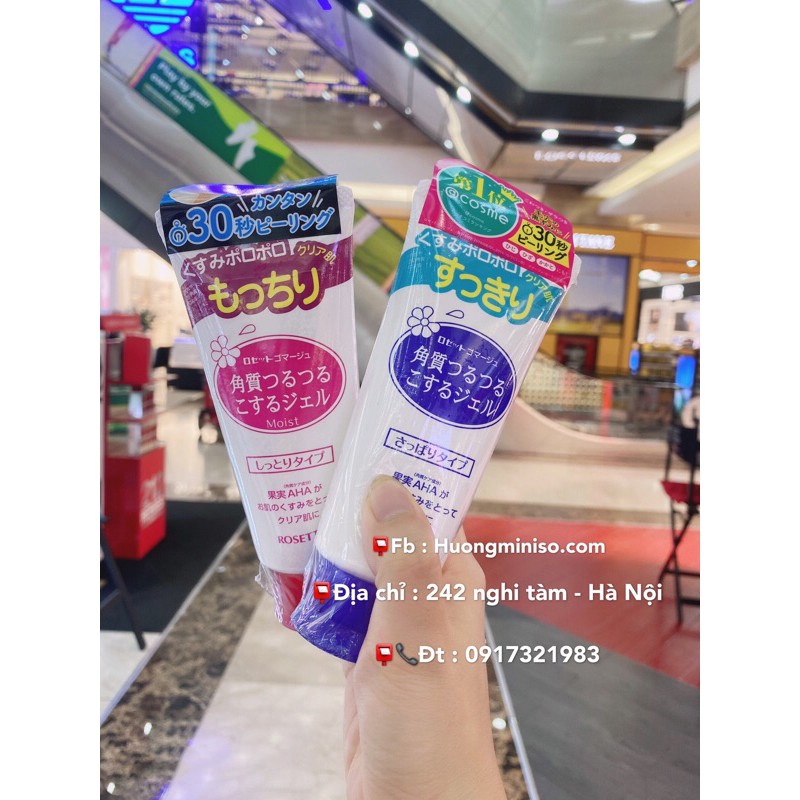 Play by your
own rules.
カンタン
30秒ピーリング
くすみポロポロ!クリア肌
もっちり
ロゼット ゴマージュ
角質つるつる
こするジェル
Moist
しっとりタイプ
果実AHAが
お肌のくすみをとって
クリア肌に
ROSETT
第1位
@cosme
30秒
ピーリング
くすみポロポロ!クリア肌
すっきり
ロゼット ゴマージュ
角質つるつる
こするジェル
さっぱりタイプ
果実AHAが
すみをとって
に
Fb : Huongminiso.com
Địa chỉ : 242 nghi tàm - Hà Nội
Đt : 0917321983